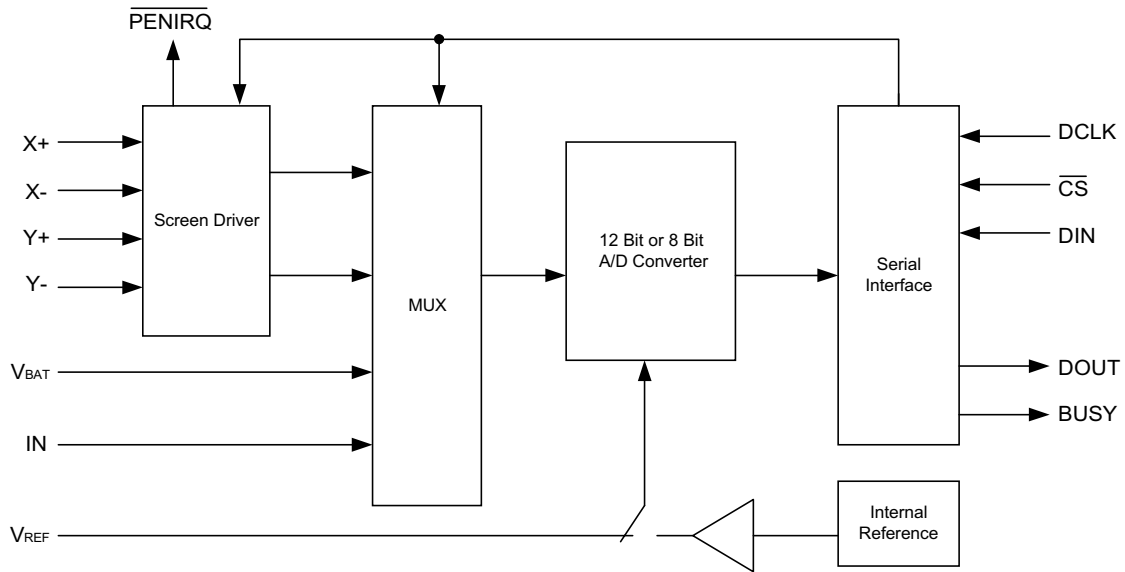 PENIRQ
X+
X-
Y+
Y-
VBAT
IN
VREF
Screen Driver
MUX
12 Bit or 8 Bit
A/D Converter
Serial
Interface
Internal
Reference
DCLK
CS
DIN
DOUT
BUSY